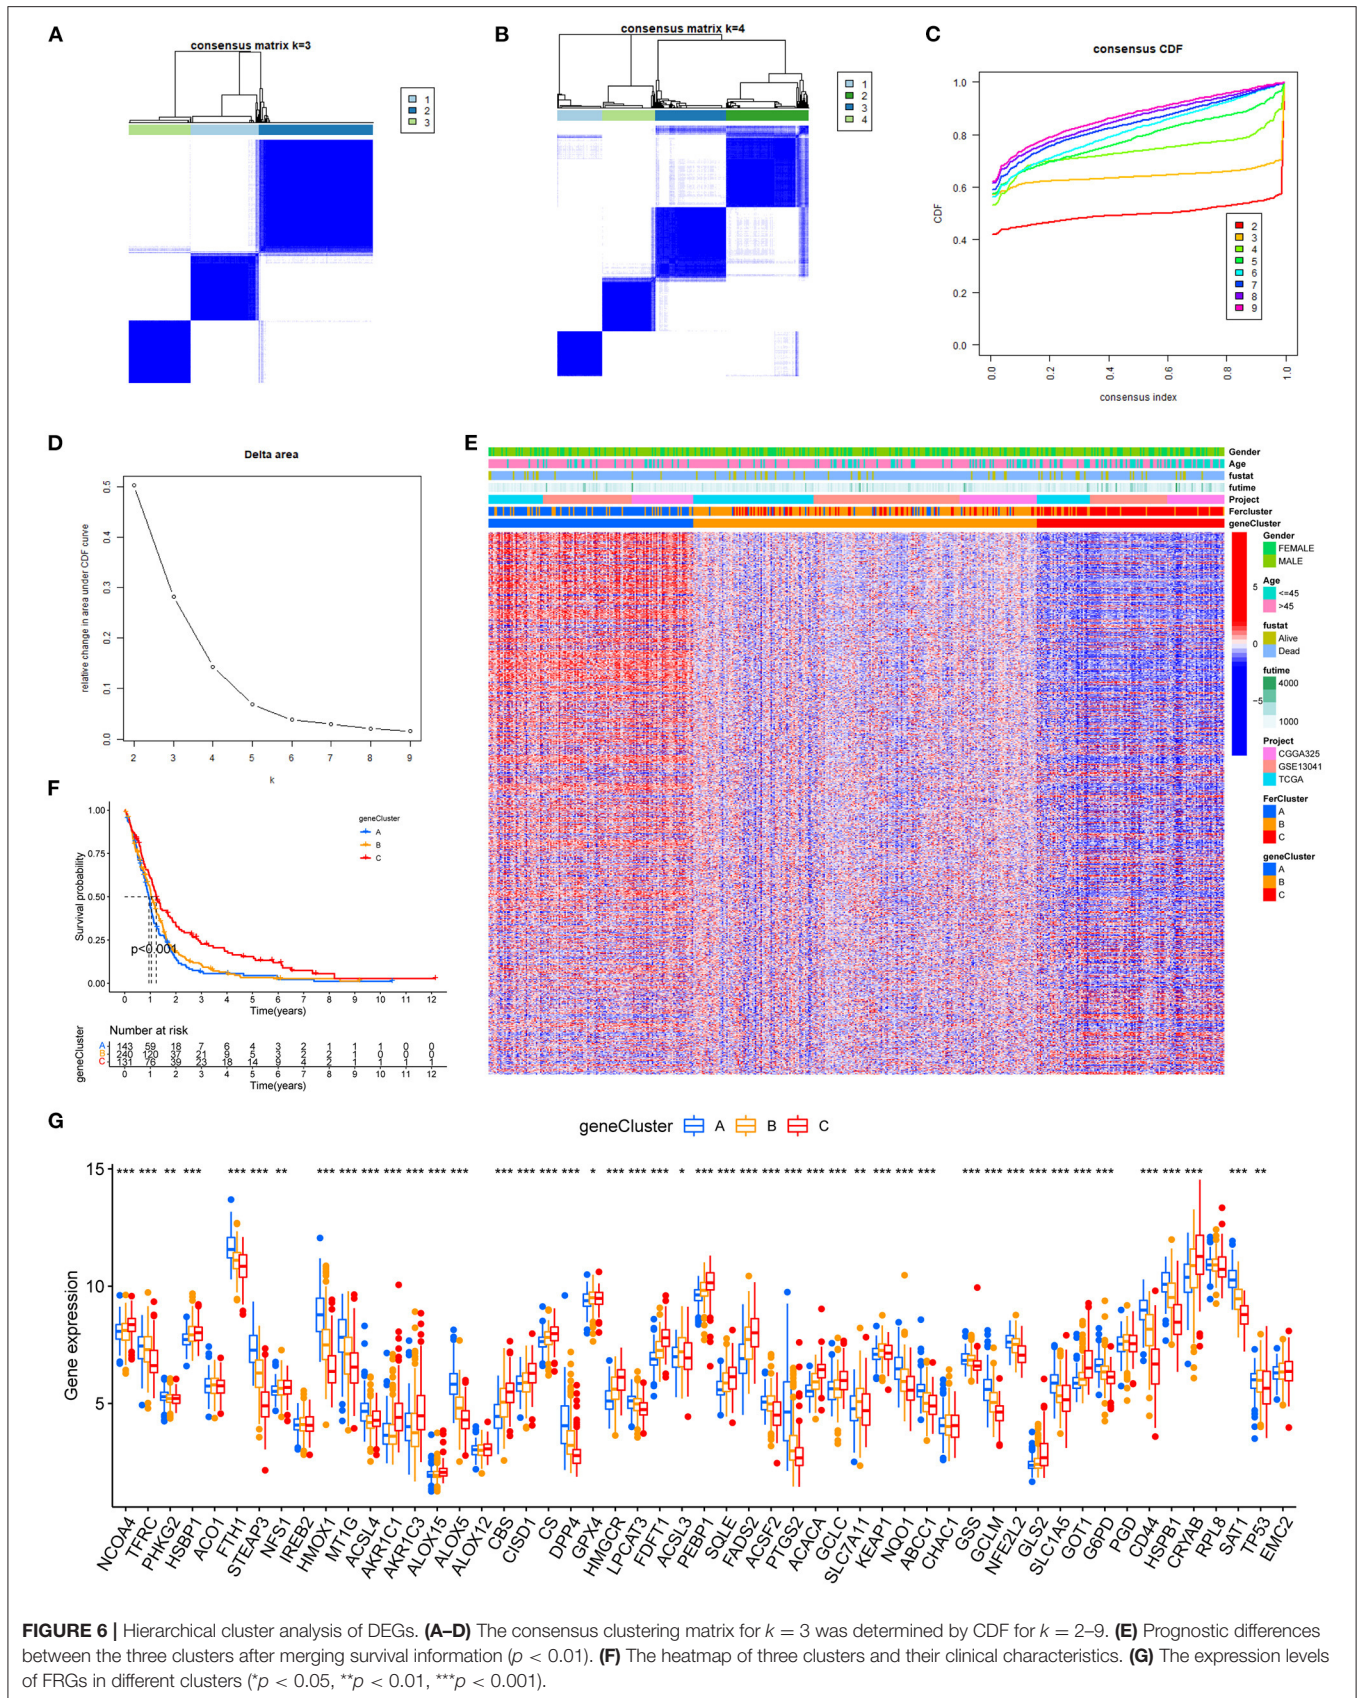 A
consensus matrix k=3
1
2
3
B
consensus matrix k=4
1
2
3
4
C
consensus CDF
CDF
1.0
0.8
0.6
0.4
0.2
0.0
0.0
0.2
0.4
0.6
0.8
1.0
consensus index
2
3
4
5
6
7
8
9
D
Delta area
relative change in area under CDF curve
0.5
0.4
0.3
0.2
0.1
0.0
2 3 4 5 6 7 8 9
k
E
Gender
Age
fustat
futime
Project
Fercluster
geneCluster
5
0
−5
Gender
FEMALE
MALE
Age
<=45
>45
fustat
Alive
Dead
futime
4000
1000
Project
CGGA325
GSE13041
TCGA
FerCluster
A
B
C
geneCluster
A
B
C
F
geneCluster
A
B
C
Survival probability
1.00
0.75
0.50
0.25
0.00
p<0.001
0 1 2 3 4 5 6 7 8 9 10 11 12
Time(years)
Number at risk
geneCluster
A 143 59 18 7 6 4 3 2 1 1 1 0 0
B 240 120 37 21 9 5 3 2 2 1 0 0 0
C 131 76 39 23 18 14 9 4 2 1 1 1 1
0 1 2 3 4 5 6 7 8 9 10 11 12
Time(years)
G
geneCluster A B C
Gene expression
15
10
5
*** *** ** *** *** *** ** *** *** *** *** *** *** *** *** *** *** *** * *** *** *** * *** *** *** *** *** *** *** ** *** *** *** *** *** *** *** *** *** *** *** *** *** *** **
NCOA4
TFRC
PHKG2
HSBP1
ACO1
FTH1
STEAP3
NFS1
IREB2
HMOX1
MT1G
ACSL4
AKR1C1
AKR1C3
ALOX15
ALOX5
ALOX12
CBS
CISD1
CS
DPP4
GPX4
HMGCR
LPCAT3
FDFT1
ACSL3
PEBP1
SQLE
FADS2
ACSF2
PTGS2
ACACA
GCLC
SLC7A11
KEAP1
NQO1
ABCC1
CHAC1
GSS
GCLM
NFE2L2
GLS2
SLC1A5
GOT1
G6PD
PGD
CD44
HSPB1
CRYAB
RPL8
SAT1
TP53
EMC2
FIGURE 6 | Hierarchical cluster analysis of DEGs. (A–D) The consensus clustering matrix for k = 3 was determined by CDF for k = 2–9. (E) Prognostic differences
between the three clusters after merging survival information (p < 0.01). (F) The heatmap of three clusters and their clinical characteristics. (G) The expression levels
of FRGs in different clusters (*p < 0.05, **p < 0.01, ***p < 0.001).